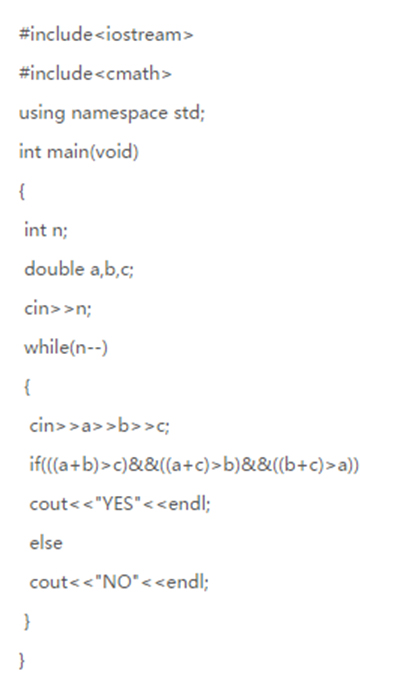 #include<iostream>
#include<cmath>
using namespace std;
int main(void)
{
int n;
double a,b,c;
cin>>n;
while(n--)
{
cin>>a>>b>>c;
if(((a+b)>c)&&((a+c)>b)&&((b+c)>a))
cout<<"YES"<<endl;
else
cout<<"NO"<<endl;
}
}